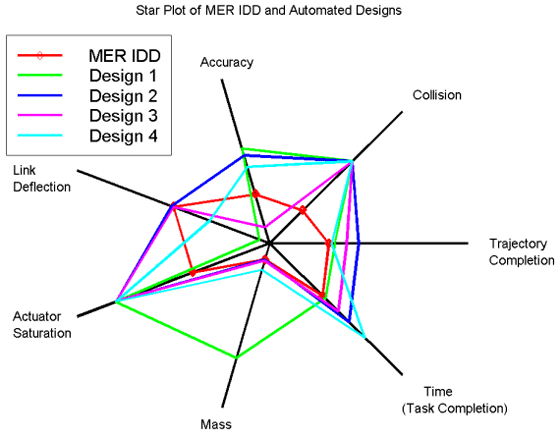 Star Plot of MER IDD and Automated Designs
MER IDD
Design 1
Design 2
Design 3
Design 4
Accuracy
Collision
Link
Deflection
Trajectory
Completion
Actuator
Saturation
Time
(Task Completion)
Mass